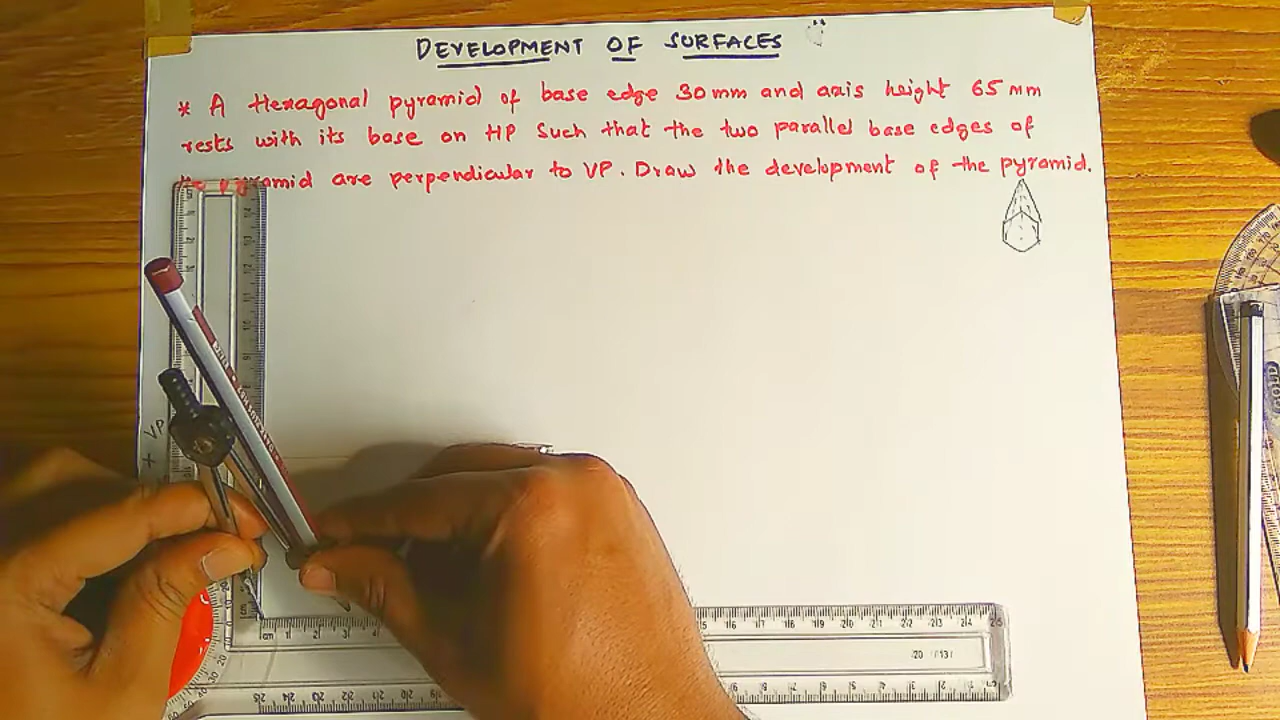 DEVELOPMENT OF SURFACES
* A Hexagonal pyramid of base edge 30mm and axis height 65mm
rests with its base on HP Such that the two parallel base edges of
pyramid are perpendicular to VP. Draw the development of the pyramid.
VP